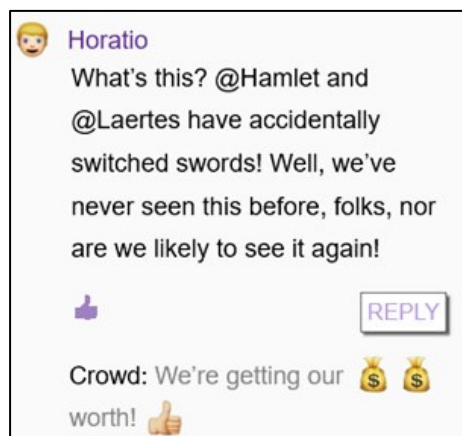 Horatio
What’s this? @Hamlet and
@Laertes have accidentally
switched swords! Well, we’ve
never seen this before, folks, nor
are we likely to see it again!
REPLY
Crowd: We’re getting our 💰 💰
worth! 👍